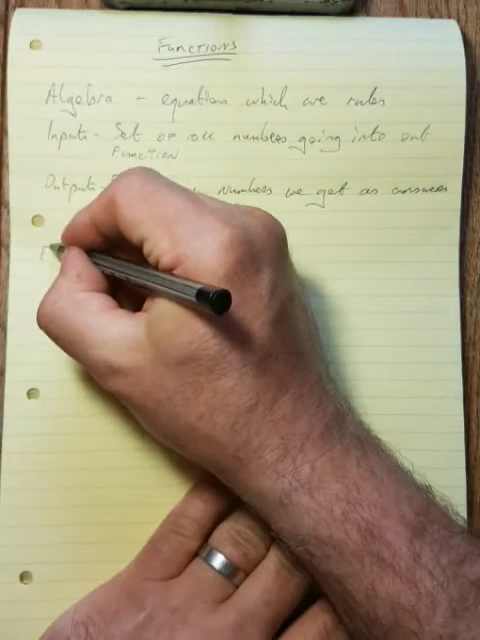 FUNCTIONS
Algebra - equations which are rules
Inputs - Set of all numbers going into out
FUNCTION
Outputs - numbers we get as answers